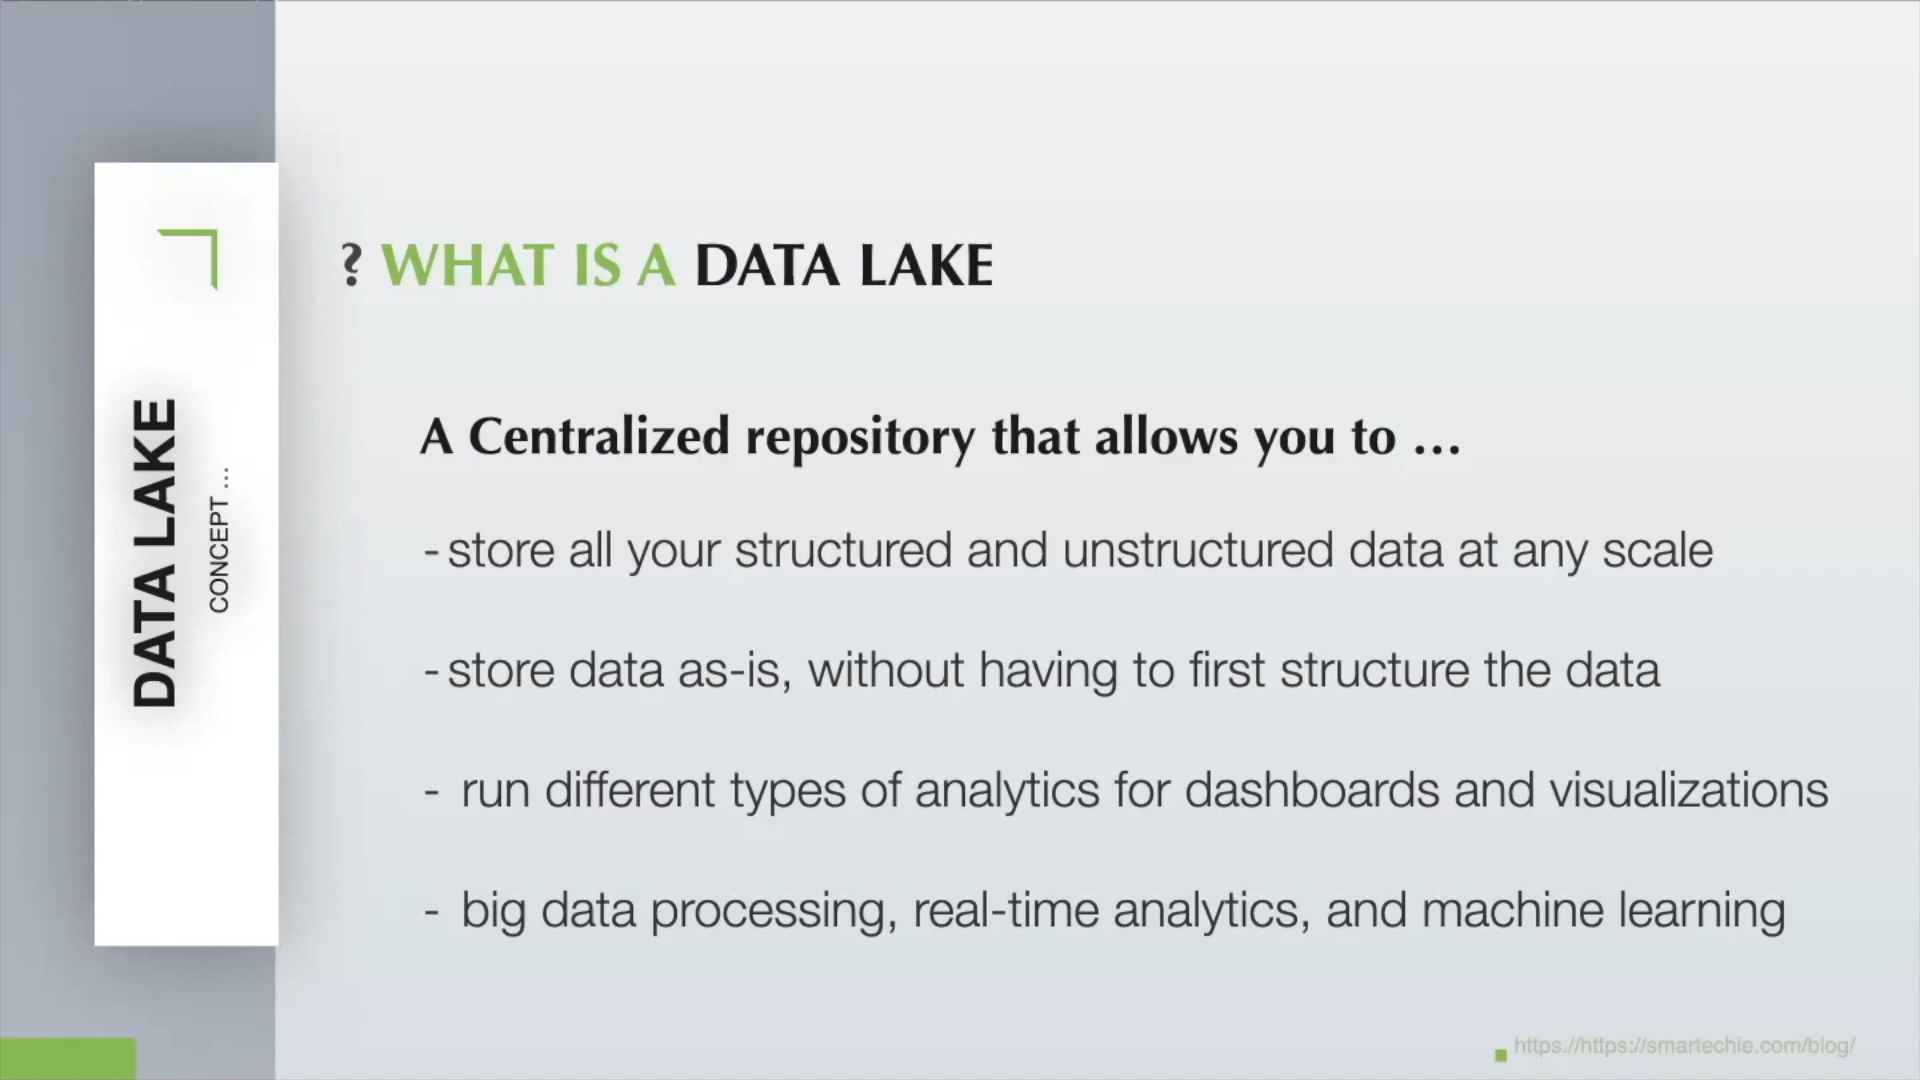 DATA LAKE
CONCEPT ...
? WHAT IS A DATA LAKE
A Centralized repository that allows you to ...
- store all your structured and unstructured data at any scale
- store data as-is, without having to first structure the data
- run different types of analytics for dashboards and visualizations
- big data processing, real-time analytics, and machine learning
https.//https://smartechie.com/blog/